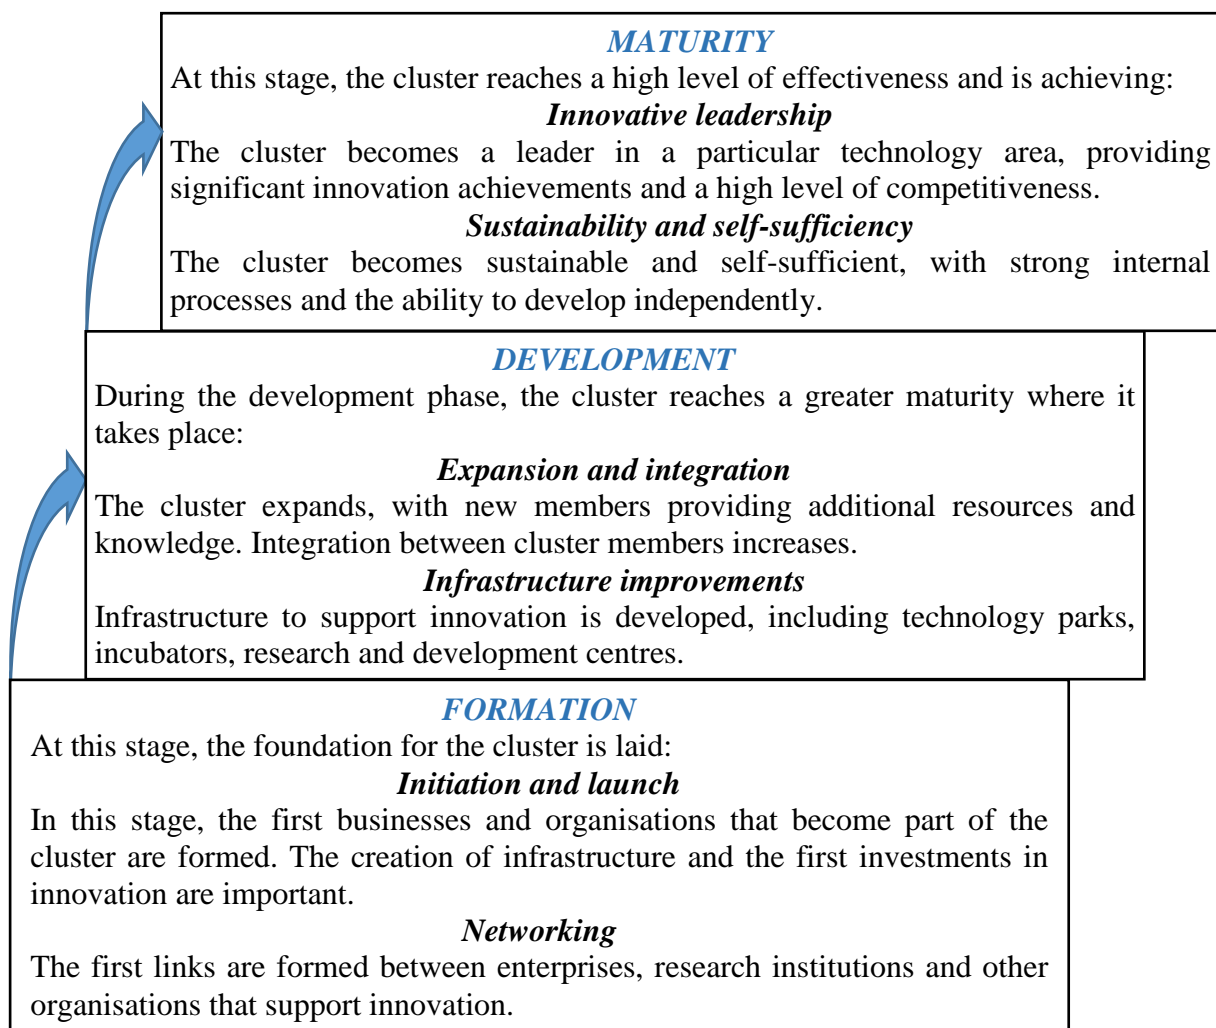 MATURITY
At this stage, the cluster reaches a high level of effectiveness and is achieving:
Innovative leadership
The cluster becomes a leader in a particular technology area, providing
significant innovation achievements and a high level of competitiveness.
Sustainability and self-sufficiency
The cluster becomes sustainable and self-sufficient, with strong internal
processes and the ability to develop independently.
DEVELOPMENT
During the development phase, the cluster reaches a greater maturity where it
takes place:
Expansion and integration
The cluster expands, with new members providing additional resources and
knowledge. Integration between cluster members increases.
Infrastructure improvements
Infrastructure to support innovation is developed, including technology parks,
incubators, research and development centres.
FORMATION
At this stage, the foundation for the cluster is laid:
Initiation and launch
In this stage, the first businesses and organisations that become part of the
cluster are formed. The creation of infrastructure and the first investments in
innovation are important.
Networking
The first links are formed between enterprises, research institutions and other
organisations that support innovation.